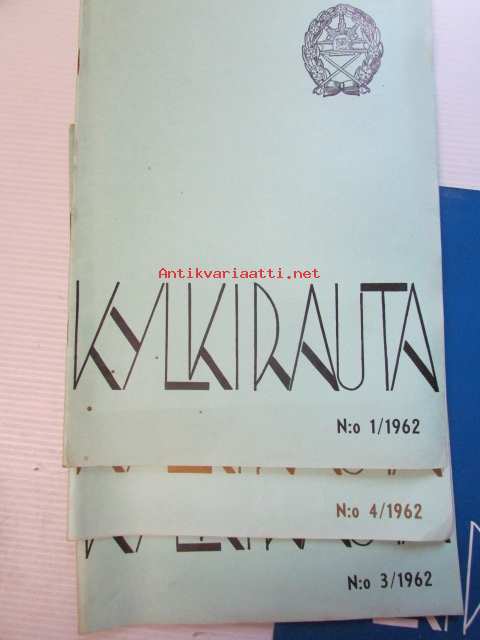 Antikvariaatti.net
KYLKIRAUTA
N:o 1/1962
N:o 4/1962
N:o 3/1962